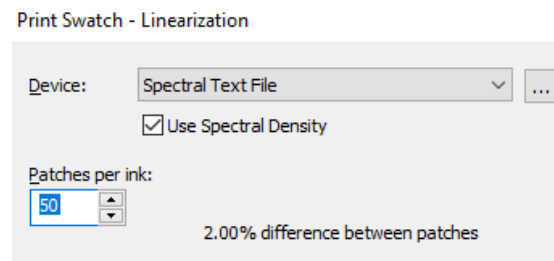 Print Swatch - Linearization
Device: Spectral Text File ...
Use Spectral Density
Patches per ink:
50
2.00% difference between patches